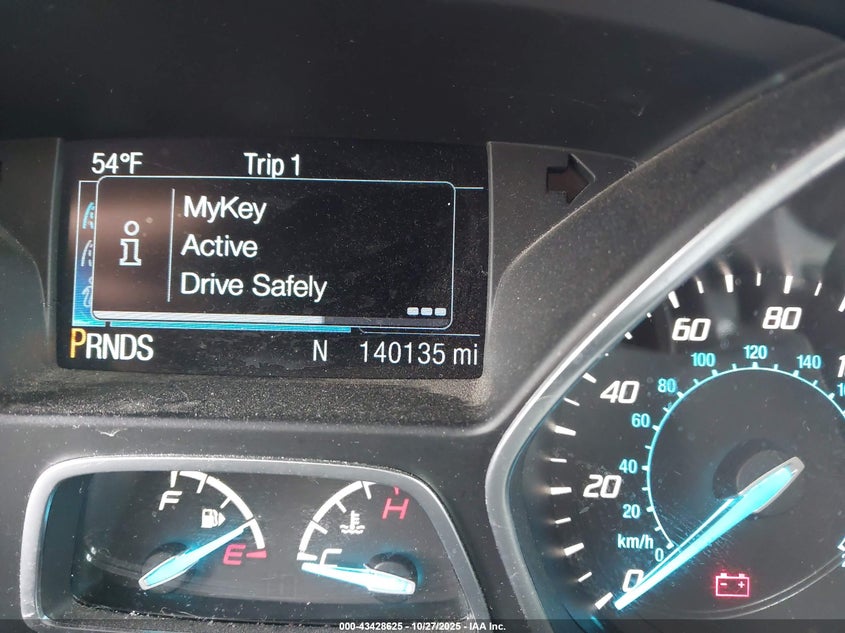 54°F Trip 1
MyKey
Active
Drive Safely
PRNDS N 140135 mi
F
E
H
C
0 20 40 60 80
km/h 0 20 40 60 80 100 120 140
000-43428625 - 10/27/2025 - IAA Inc.